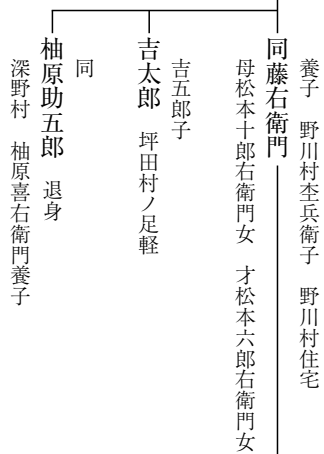 養子　野川村杢兵衛子　野川村住宅
同藤右衛門
母松本十郎右衛門女　才松本六郎右衛門女
吉五郎子
吉太郎　坪田村ノ足軽
同
柚原助五郎　退身
深野村　柚原喜右衛門養子